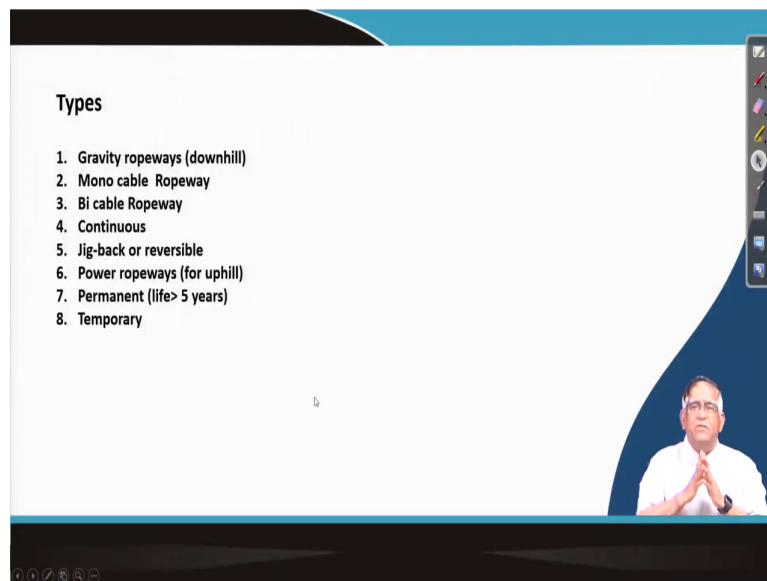 Types
1. Gravity ropeways (downhill)
2. Mono cable Ropeway
3. Bi cable Ropeway
4. Continuous
5. Jig-back or reversible
6. Power ropeways (for uphill)
7. Permanent (life> 5 years)
8. Temporary